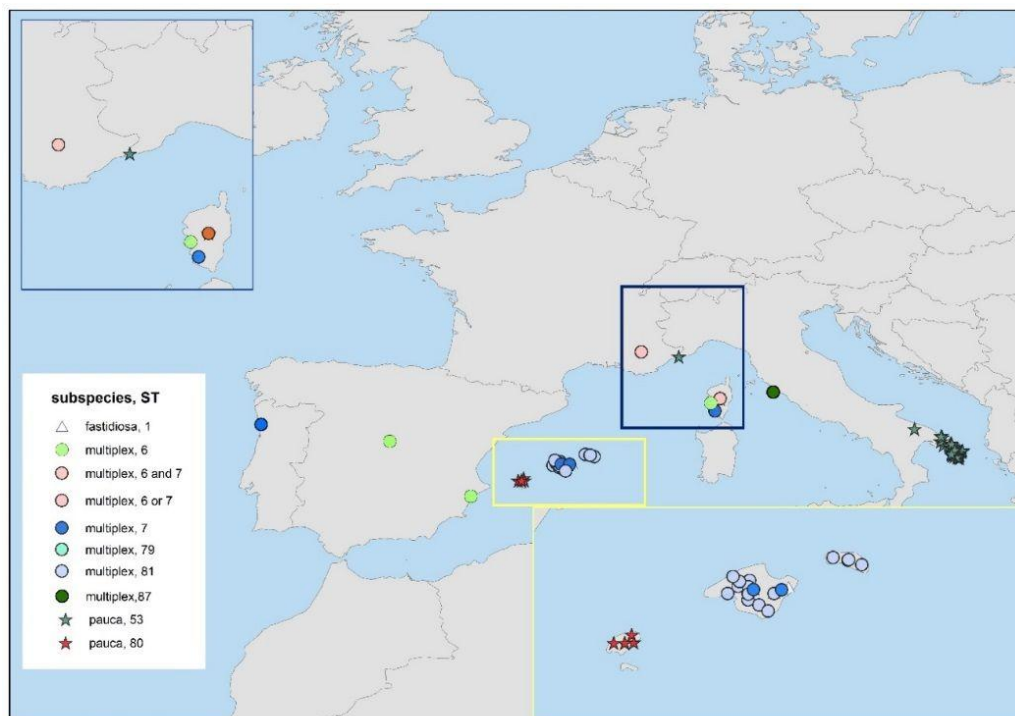 subspecies, ST
fastidiosa, 1
multiplex, 6
multiplex, 6 and 7
multiplex, 6 or 7
multiplex, 7
multiplex, 79
multiplex, 81
multiplex,87
pauca, 53
pauca, 80